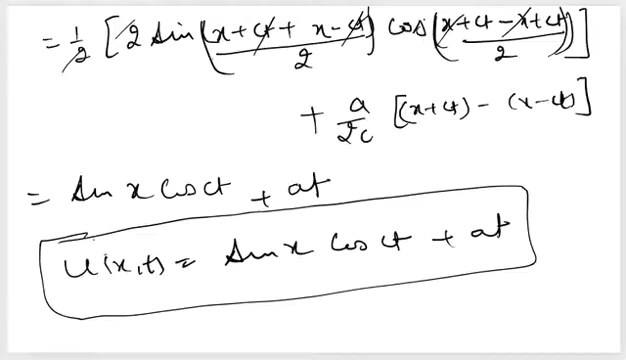 = 1/2 [2 sin((x+ct + x-ct)/2) cos((x+ct-x+ct)/2)]
+ a/2c [(x+ct) - (x-ct)]
= sin x cos ct + at
u(x,t) = sin x cos ct + at